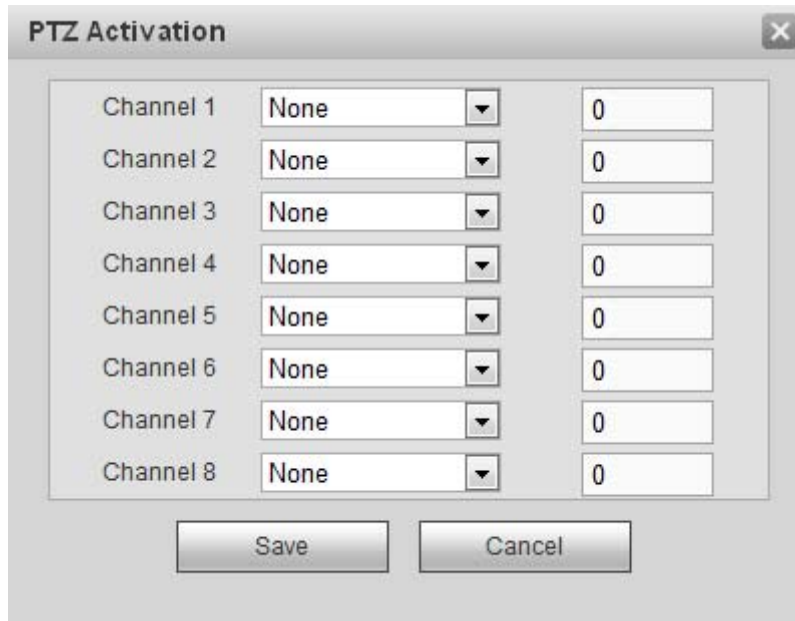 PTZ Activation
Channel 1 None 0
Channel 2 None 0
Channel 3 None 0
Channel 4 None 0
Channel 5 None 0
Channel 6 None 0
Channel 7 None 0
Channel 8 None 0
Save Cancel